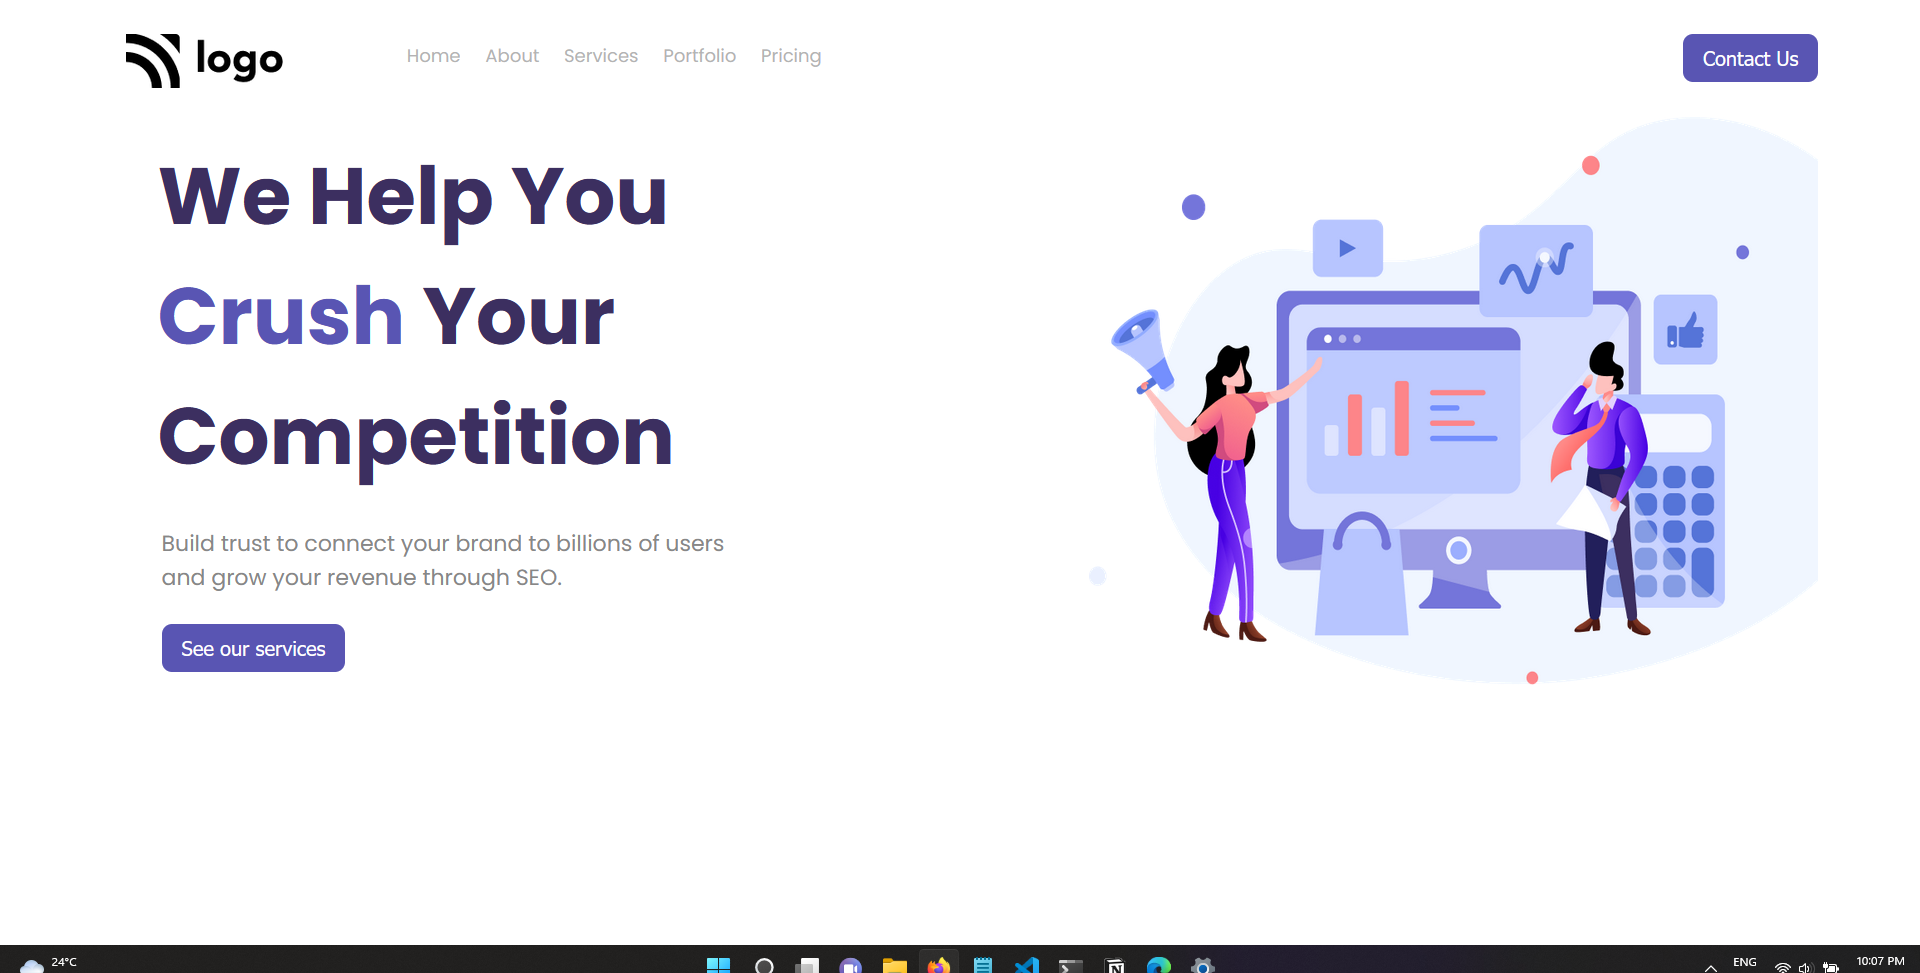 logo
Home About Services Portfolio Pricing
Contact Us
We Help You
Crush Your
Competition
Build trust to connect your brand to billions of users
and grow your revenue through SEO.
See our services
24°C
N
ENG
10:07 PM